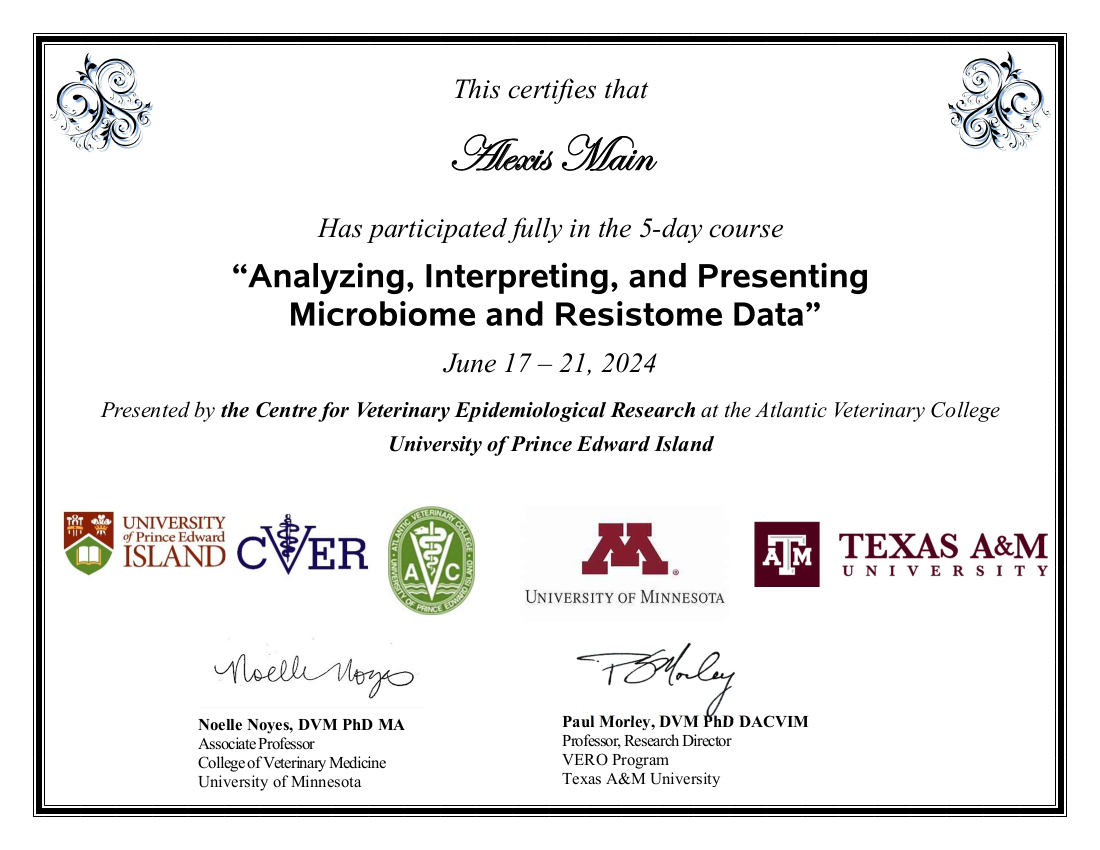 This certifies that
Alexis Main
Has participated fully in the 5-day course
“Analyzing, Interpreting, and Presenting
Microbiome and Resistome Data”
June 17 – 21, 2024
Presented by the Centre for Veterinary Epidemiological Research at the Atlantic Veterinary College
University of Prince Edward Island
UNIVERSITY
of Prince Edward
ISLAND
CVER
ATLANTIC VETERINARY COLLEGE
AVC
UNIVERSITY OF PRINCE EDWARD ISLAND
M
UNIVERSITY OF MINNESOTA
ATM
TEXAS A&M
UNIVERSITY
Noelle Noyes
PSMorley
Noelle Noyes, DVM PhD MA
Associate Professor
College of Veterinary Medicine
University of Minnesota
Paul Morley, DVM PhD DACVIM
Professor, Research Director
VERO Program
Texas A&M University